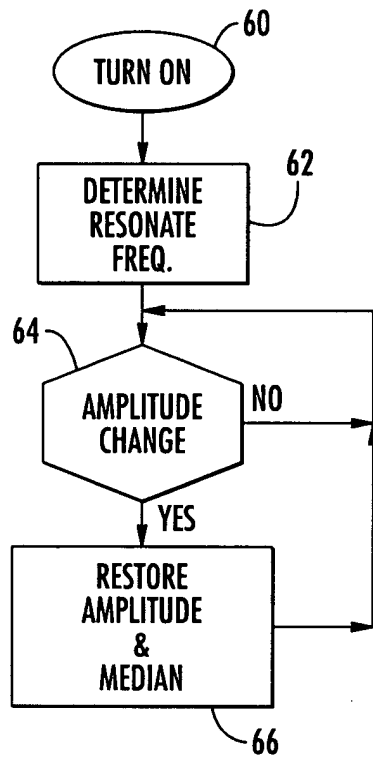 60
TURN ON
62
DETERMINE
RESONATE
FREQ.
64
AMPLITUDE
CHANGE
NO
YES
RESTORE
AMPLITUDE
&
MEDIAN
66